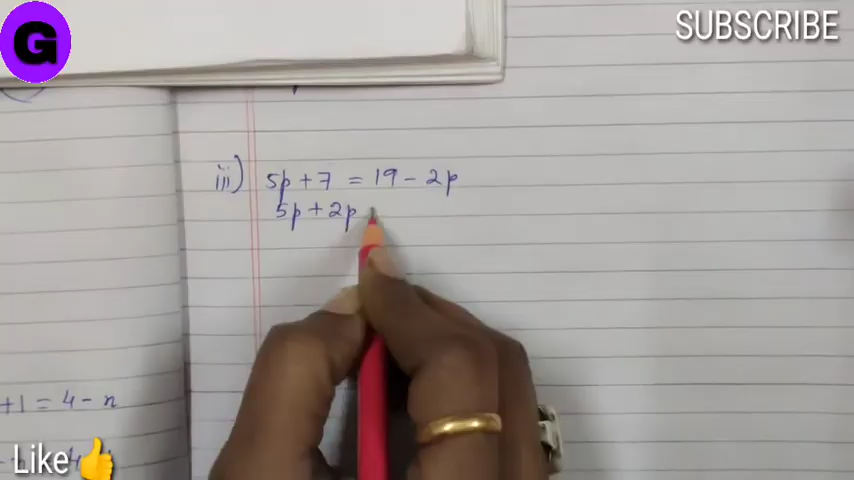 G
SUBSCRIBE
iii) 5p + 7 = 19 - 2p
5p + 2p
+1 = 4 - n
Like